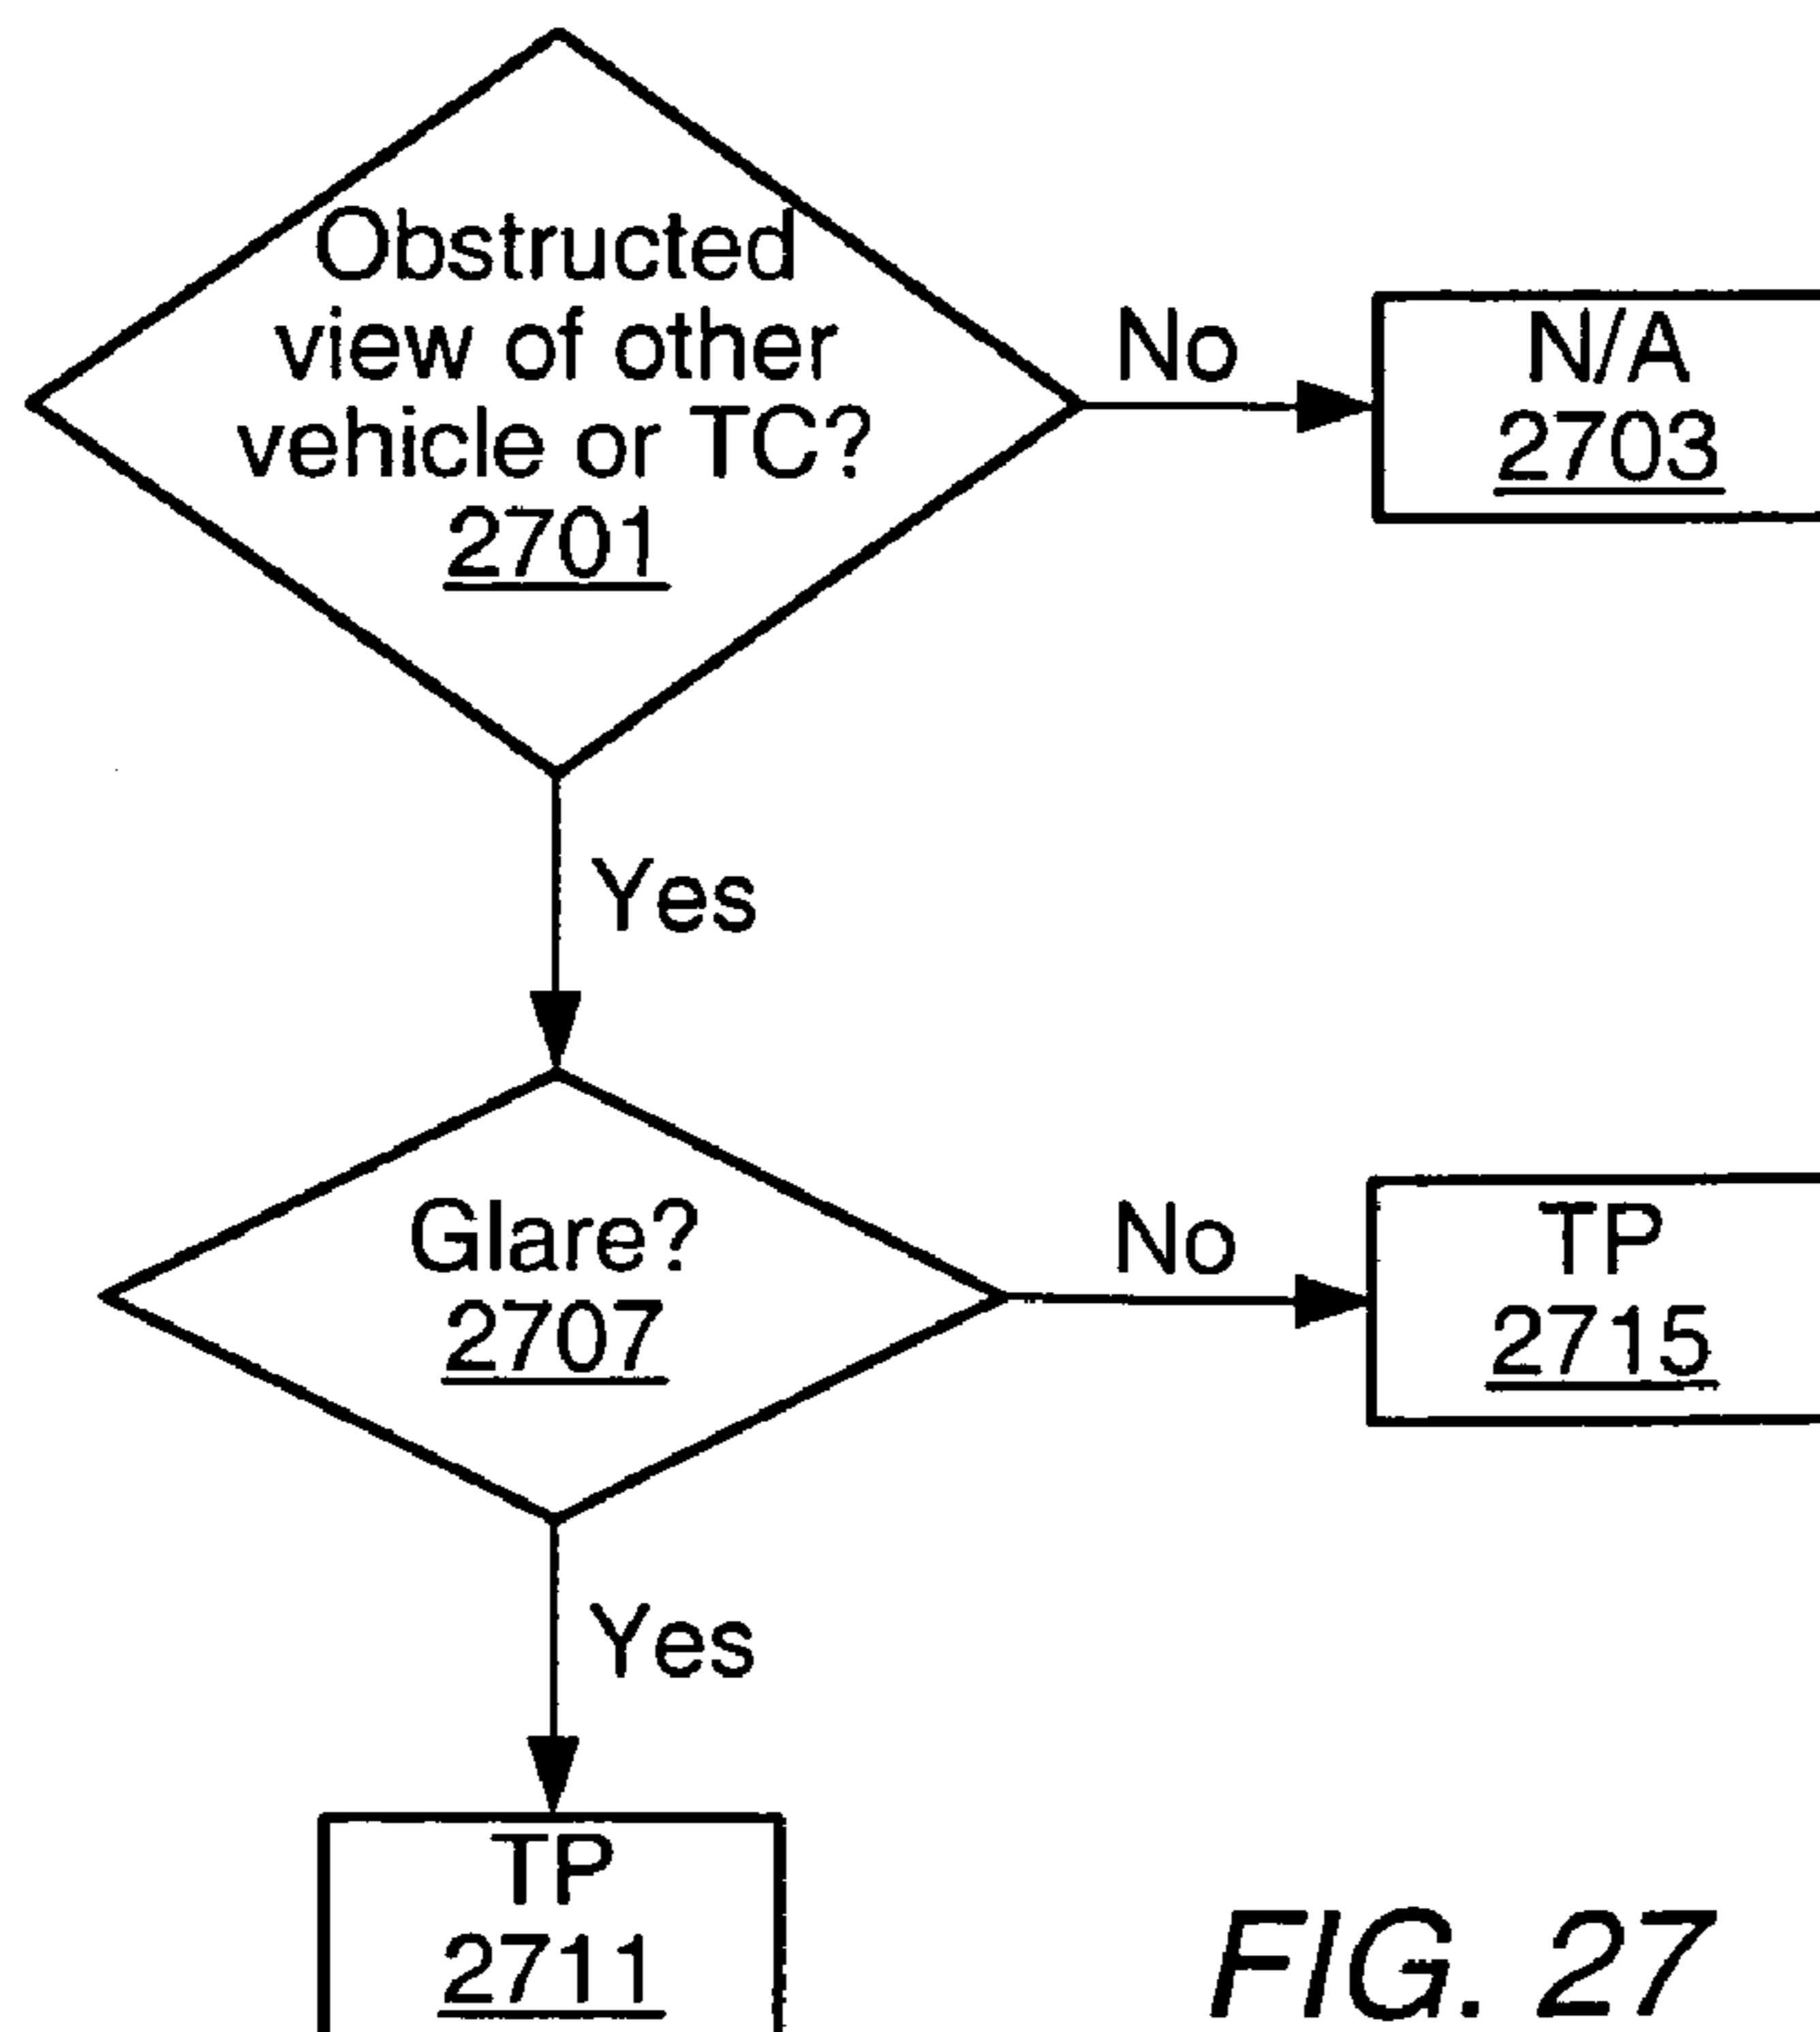 Obstructed
view of other
vehicle or TC?
2701
No
N/A
2703
Yes
Glare?
2707
No
TP
2715
Yes
TP
2711
FIG. 27